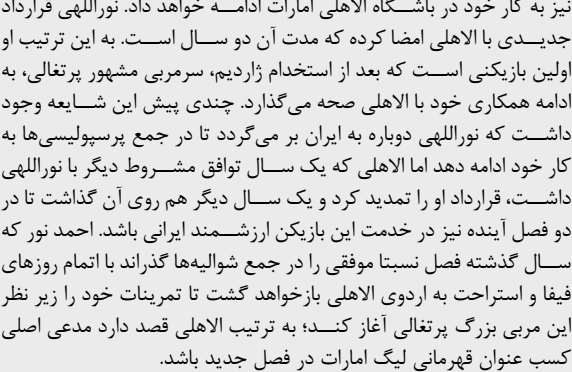 نیز به کار خود در باشگاه الاهلی امارات ادامه خواهد داد. نوراللهی قرارداد
جدیدی با الاهلی امضا کرده که مدت آن دو سال است. به این ترتیب او
اولین بازیکنی است که بعد از استخدام ژاردیم، سرمربی مشهور پرتغالی، به
ادامه همکاری خود با الاهلی صحه می‌گذارد. چندی پیش این شایعه وجود
داشت که نوراللهی دوباره به ایران بر می‌گردد تا در جمع پرسپولیسی‌ها به
کار خود ادامه دهد اما الاهلی که یک سال توافق مشروط دیگر با نوراللهی
داشت، قرارداد او را تمدید کرد و یک سال دیگر هم روی آن گذاشت تا در
دو فصل آینده نیز در خدمت این بازیکن ارزشمند ایرانی باشد. احمد نور که
سال گذشته فصل نسبتا موفقی را در جمع شوالیه‌ها گذراند با اتمام روزهای
فیفا و استراحت به اردوی الاهلی بازخواهد گشت تا تمرینات خود را زیر نظر
این مربی بزرگ پرتغالی آغاز کند؛ به ترتیب الاهلی قصد دارد مدعی اصلی
کسب عنوان قهرمانی لیگ امارات در فصل جدید باشد.